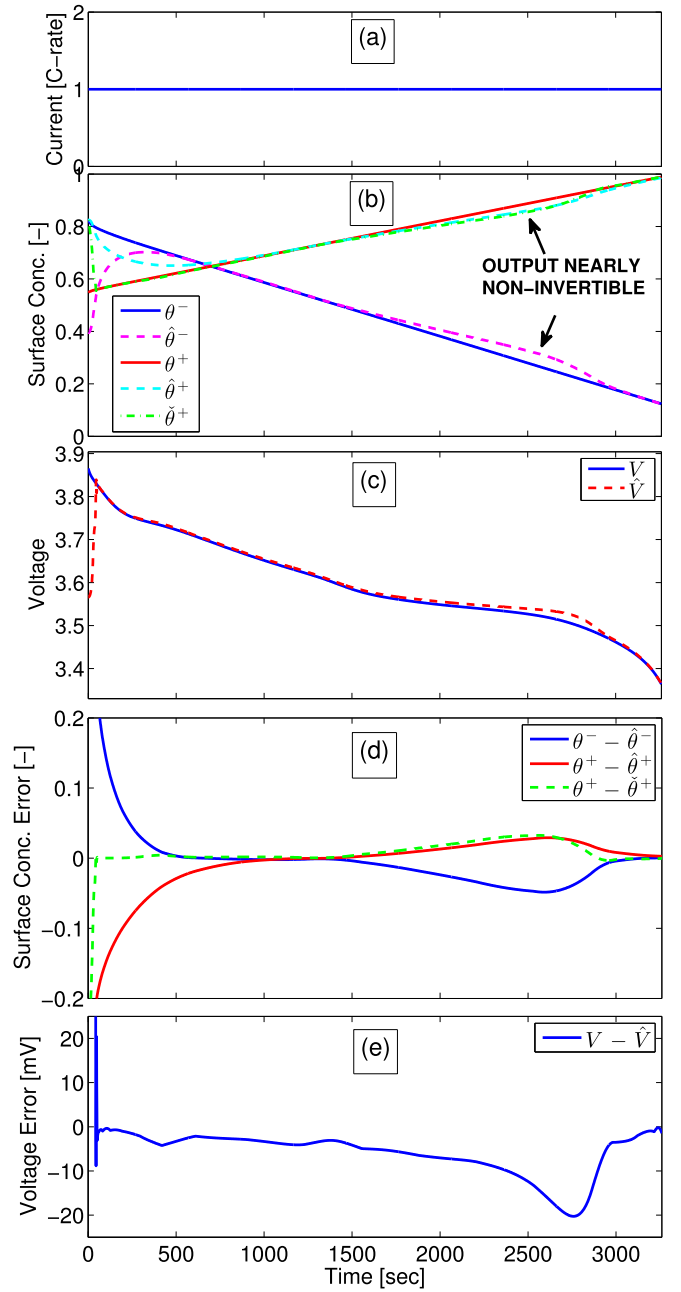 2
(a)
1
0
Current [C-rate]
1
(b)
0.8
0.6
0.4
0.2
0
Surface Conc. [-]
OUTPUT NEARLY
NON-INVERTIBLE
θ⁻
θ̂⁻
θ⁺
θ̂⁺
θ̌⁺
3.9
(c)
3.8
3.7
3.6
3.5
3.4
Voltage
V
V̂
0.2
(d)
0.1
0
−0.1
−0.2
Surface Conc. Error [-]
θ⁻ − θ̂⁻
θ⁺ − θ̂⁺
θ⁺ − θ̌⁺
20
(e)
10
0
−10
−20
Voltage Error [mV]
V − V̂
0 500 1000 1500 2000 2500 3000
Time [sec]